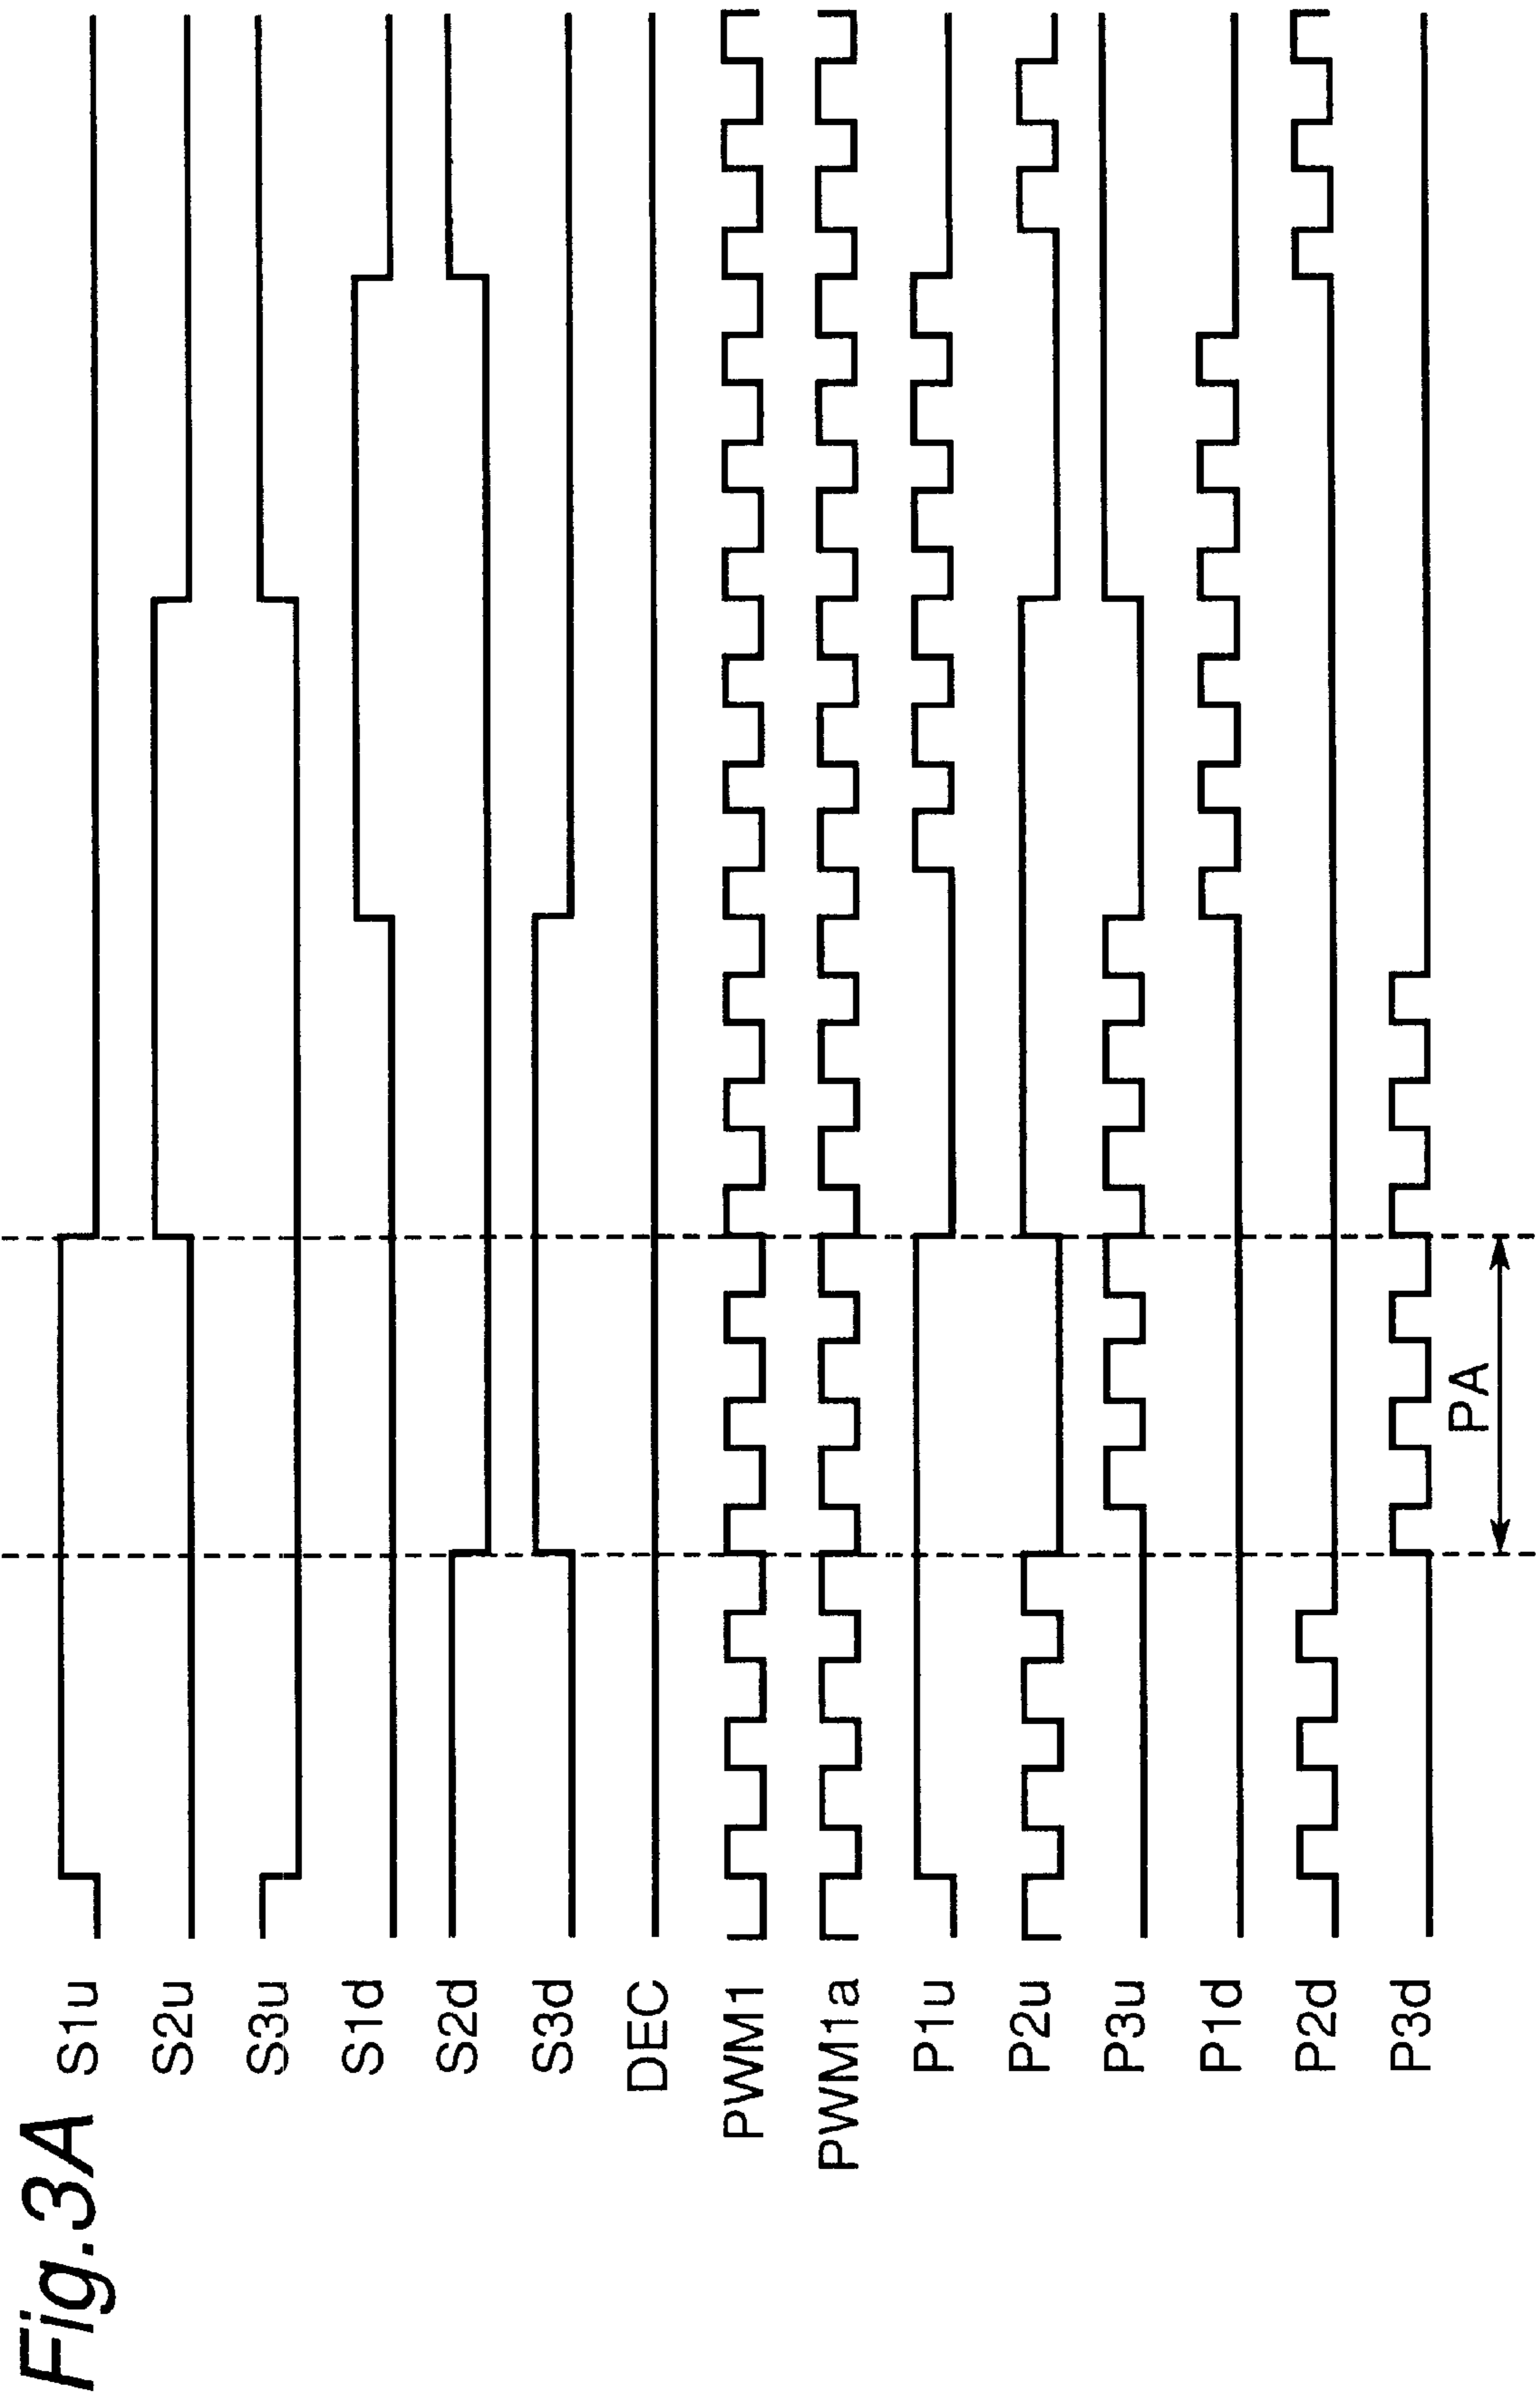 Fig.3A
S1u
S2u
S3u
S1d
S2d
S3d
DEC
PWM1
PWM1a
P1u
P2u
P3u
P1d
P2d
P3d
PA